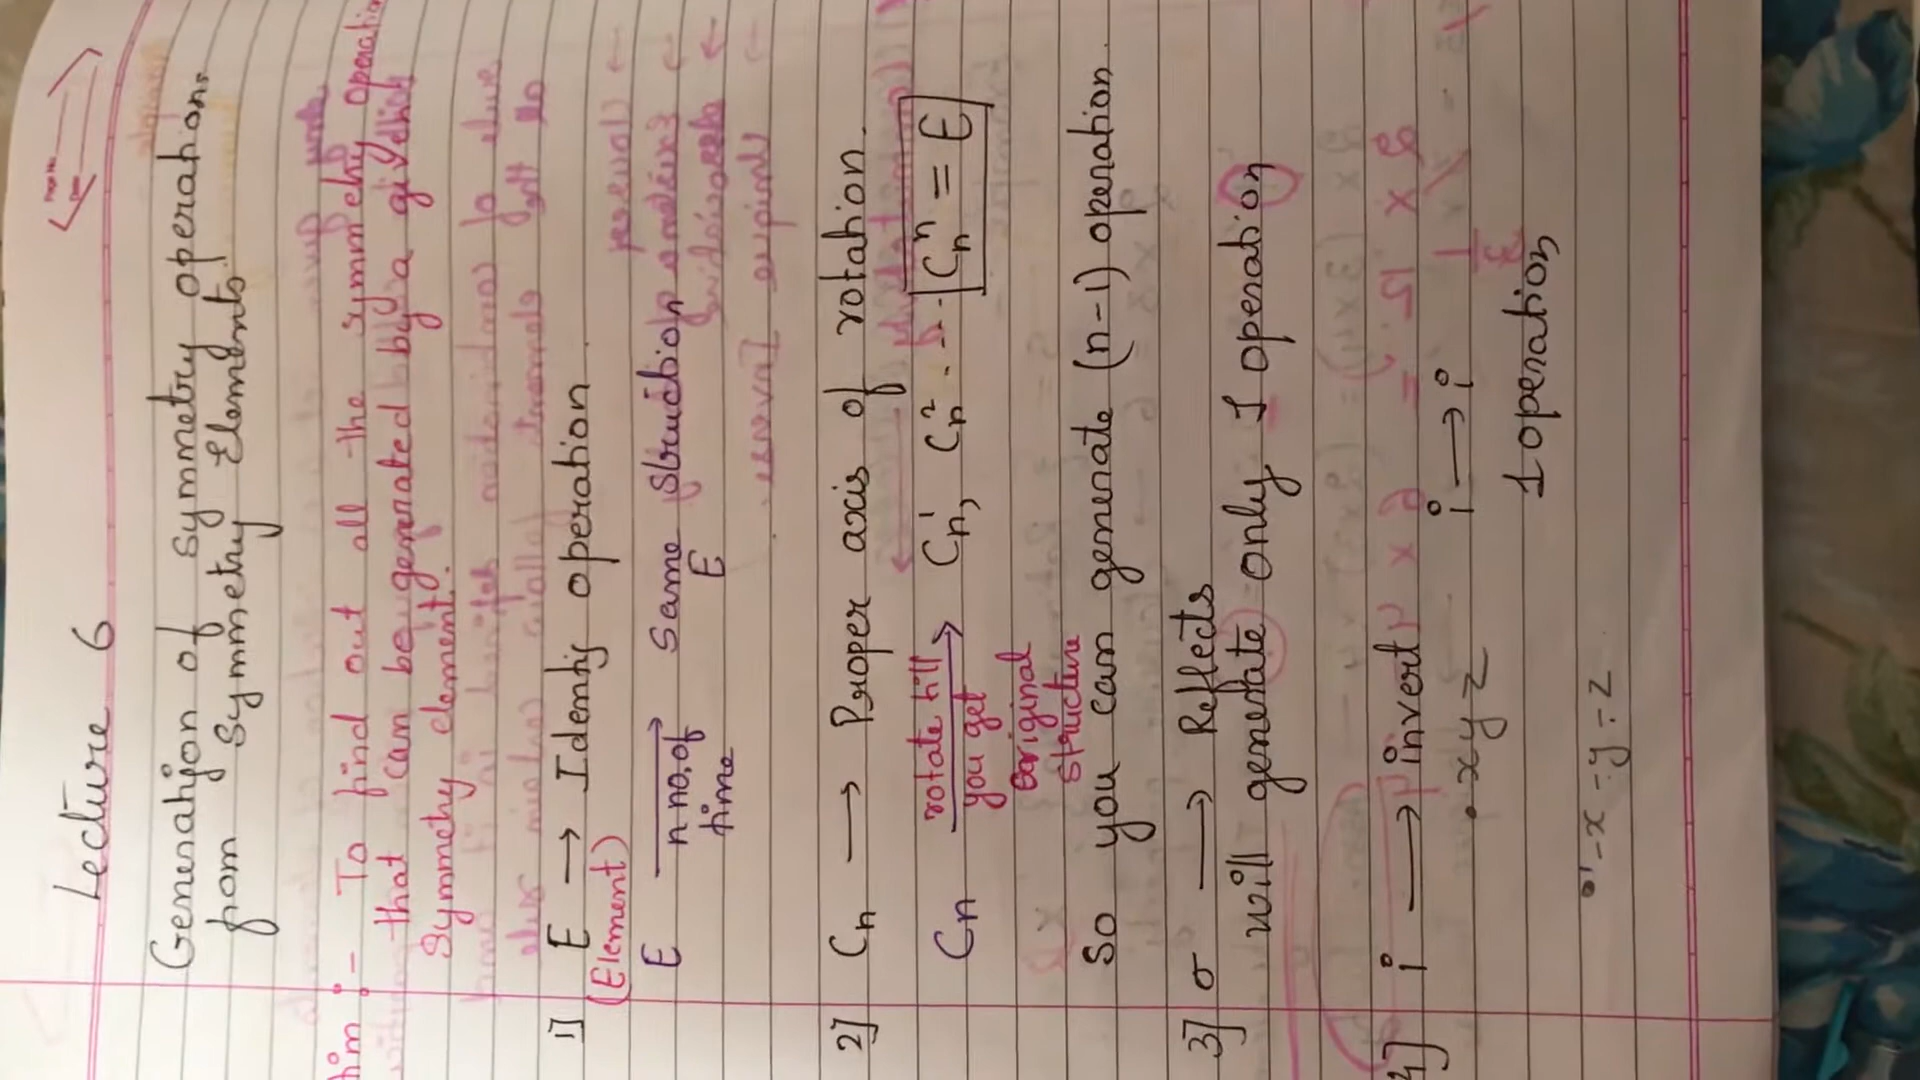 Lecture 6
Generation of symmetry operations
from Symmetry Elements
Aim :- To find out all the symmetry operation
that can be generated by a given
Symmetry element.
1] E → Identity operation
(Element)
E n no. of time → Same Struction E
2] Cn → Proper axis of rotation
Cn rotate till you get original structure → Cn¹, Cn² ... Cnⁿ = E
So you can generate (n-1) operation.
3] σ → Reflects
will generate only 1 operation
4] i → invert i → i
• x y z 1 operation
-x -y -z